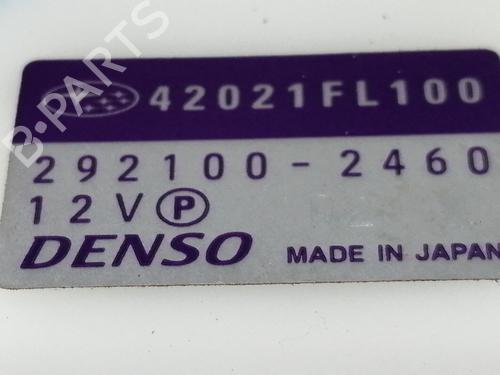 42021FL100
292100-2460
12V Ⓟ
DENSO MADE IN JAPAN
B-PARTS